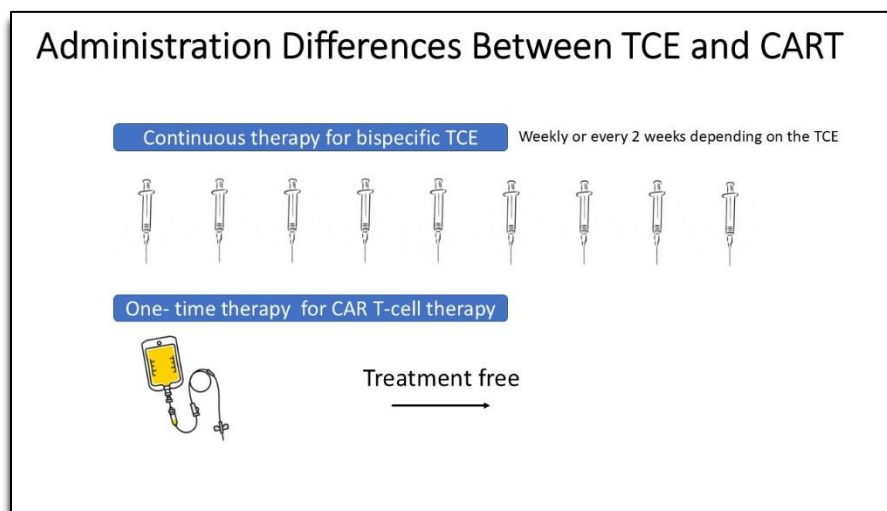 Administration Differences Between TCE and CART
Continuous therapy for bispecific TCE
Weekly or every 2 weeks depending on the TCE
One- time therapy for CAR T-cell therapy
Treatment free